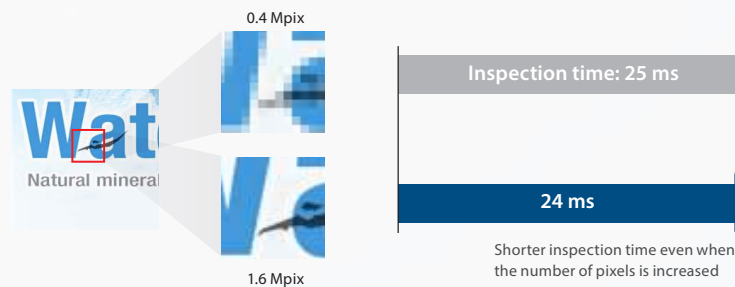 0.4 Mpix
Inspection time: 25 ms
Wat
Natural mineral
24 ms
Shorter inspection time even when
the number of pixels is increased
1.6 Mpix